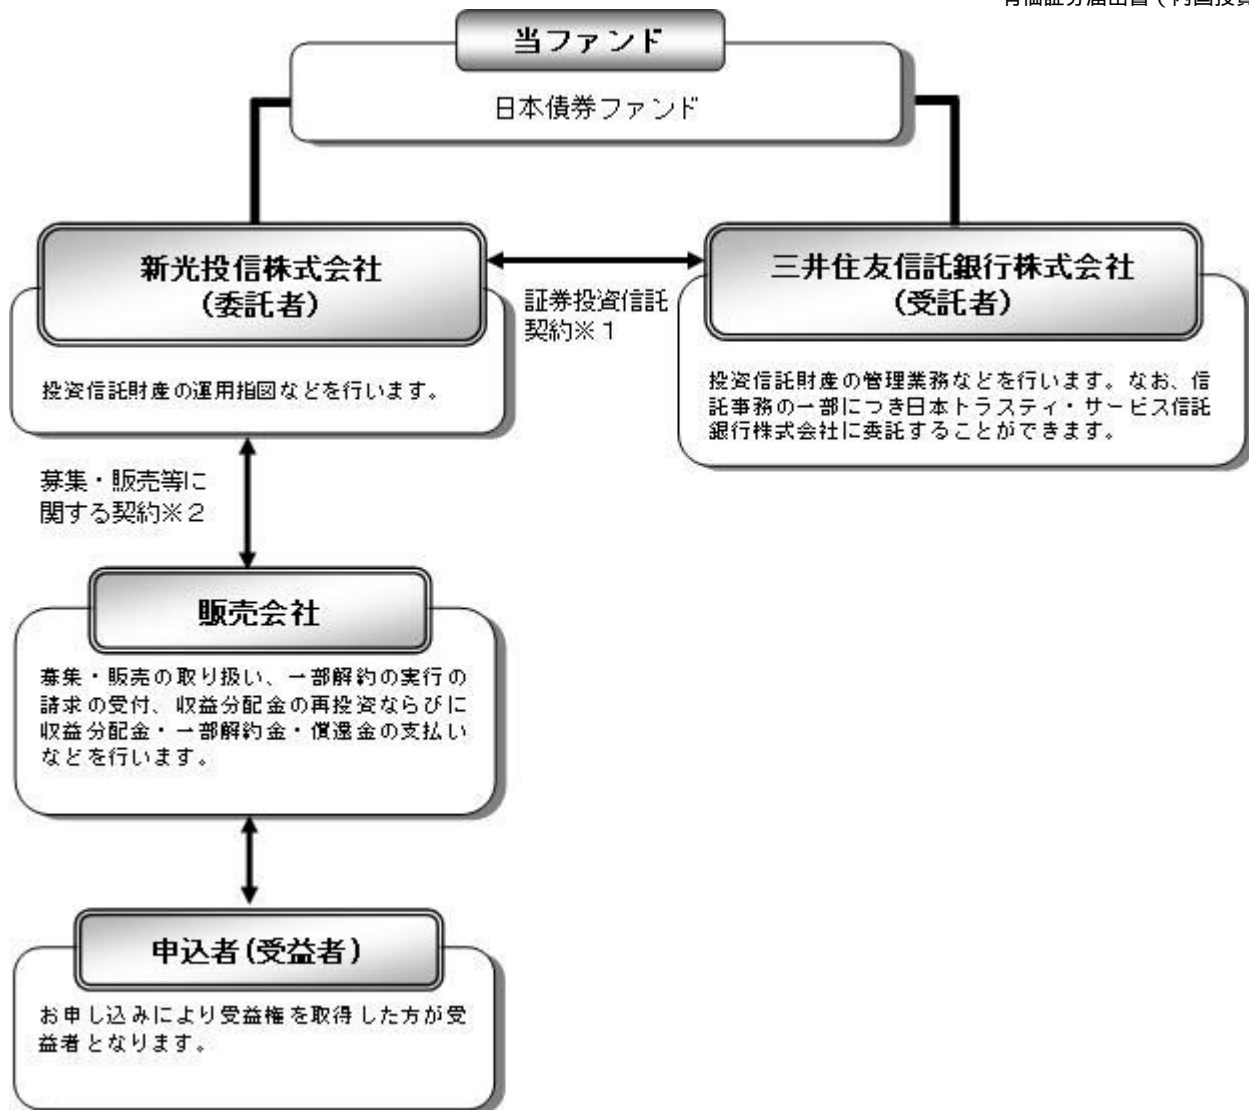 有価証券届出書（内国投資
当ファンド
日本債券ファンド
新光投信株式会社
(委託者)
投資信託財産の運用指図などを行います。
証券投資信託
契約※１
三井住友信託銀行株式会社
(受託者)
投資信託財産の管理業務などを行います。なお、信
託事務の一部につき日本トラスティ・サービス信託
銀行株式会社に委託することができます。
募集・販売等に
関する契約※２
販売会社
募集・販売の取り扱い、一部解約の実行の
請求の受付、収益分配金の再投資ならびに
収益分配金・一部解約金・償還金の支払い
などを行います。
申込者(受益者)
お申し込みにより受益権を取得した方が受
益者となります。